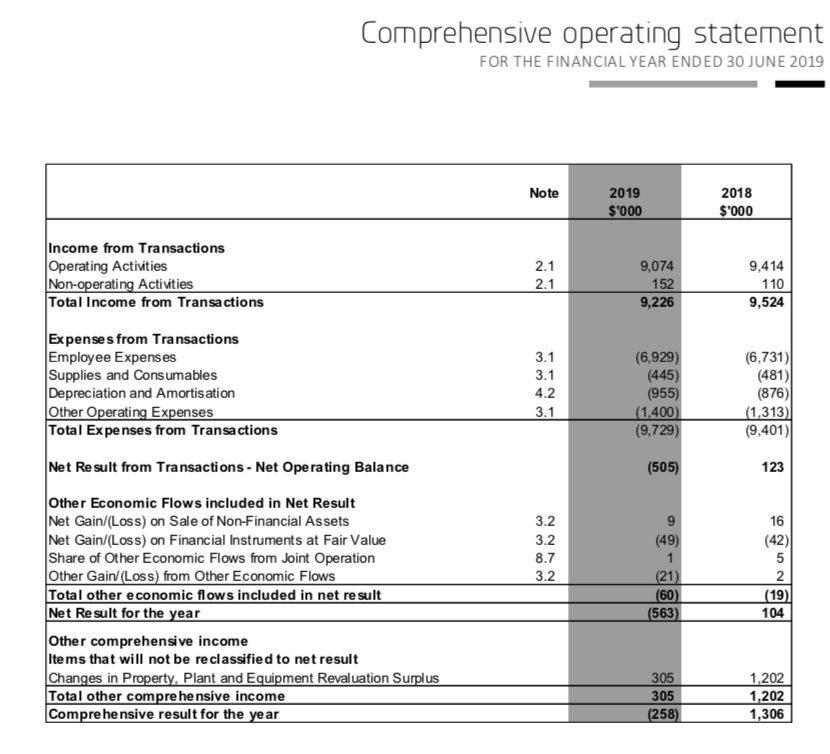 Comprehensive operating statement
FOR THE FINANCIAL YEAR ENDED 30 JUNE 2019
Note 2019 2018
$'000 $'000
Income from Transactions
Operating Activities 2.1 9,074 9,414
Non-operating Activities 2.1 152 110
Total Income from Transactions 9,226 9,524
Expenses from Transactions
Employee Expenses 3.1 (6,929) (6,731)
Supplies and Consumables 3.1 (445) (481)
Depreciation and Amortisation 4.2 (955) (876)
Other Operating Expenses 3.1 (1,400) (1,313)
Total Expenses from Transactions (9,729) (9,401)
Net Result from Transactions - Net Operating Balance (505) 123
Other Economic Flows included in Net Result
Net Gain/(Loss) on Sale of Non-Financial Assets 3.2 9 16
Net Gain/(Loss) on Financial Instruments at Fair Value 3.2 (49) (42)
Share of Other Economic Flows from Joint Operation 8.7 1 5
Other Gain/(Loss) from Other Economic Flows 3.2 (21) 2
Total other economic flows included in net result (60) (19)
Net Result for the year (563) 104
Other comprehensive income
Items that will not be reclassified to net result
Changes in Property, Plant and Equipment Revaluation Surplus 305 1,202
Total other comprehensive income 305 1,202
Comprehensive result for the year (258) 1,306